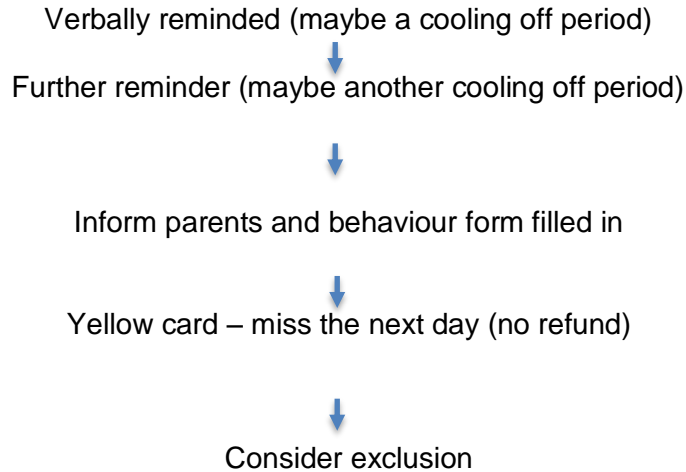 Verbally reminded (maybe a cooling off period)
Further reminder (maybe another cooling off period)
Inform parents and behaviour form filled in
Yellow card – miss the next day (no refund)
Consider exclusion